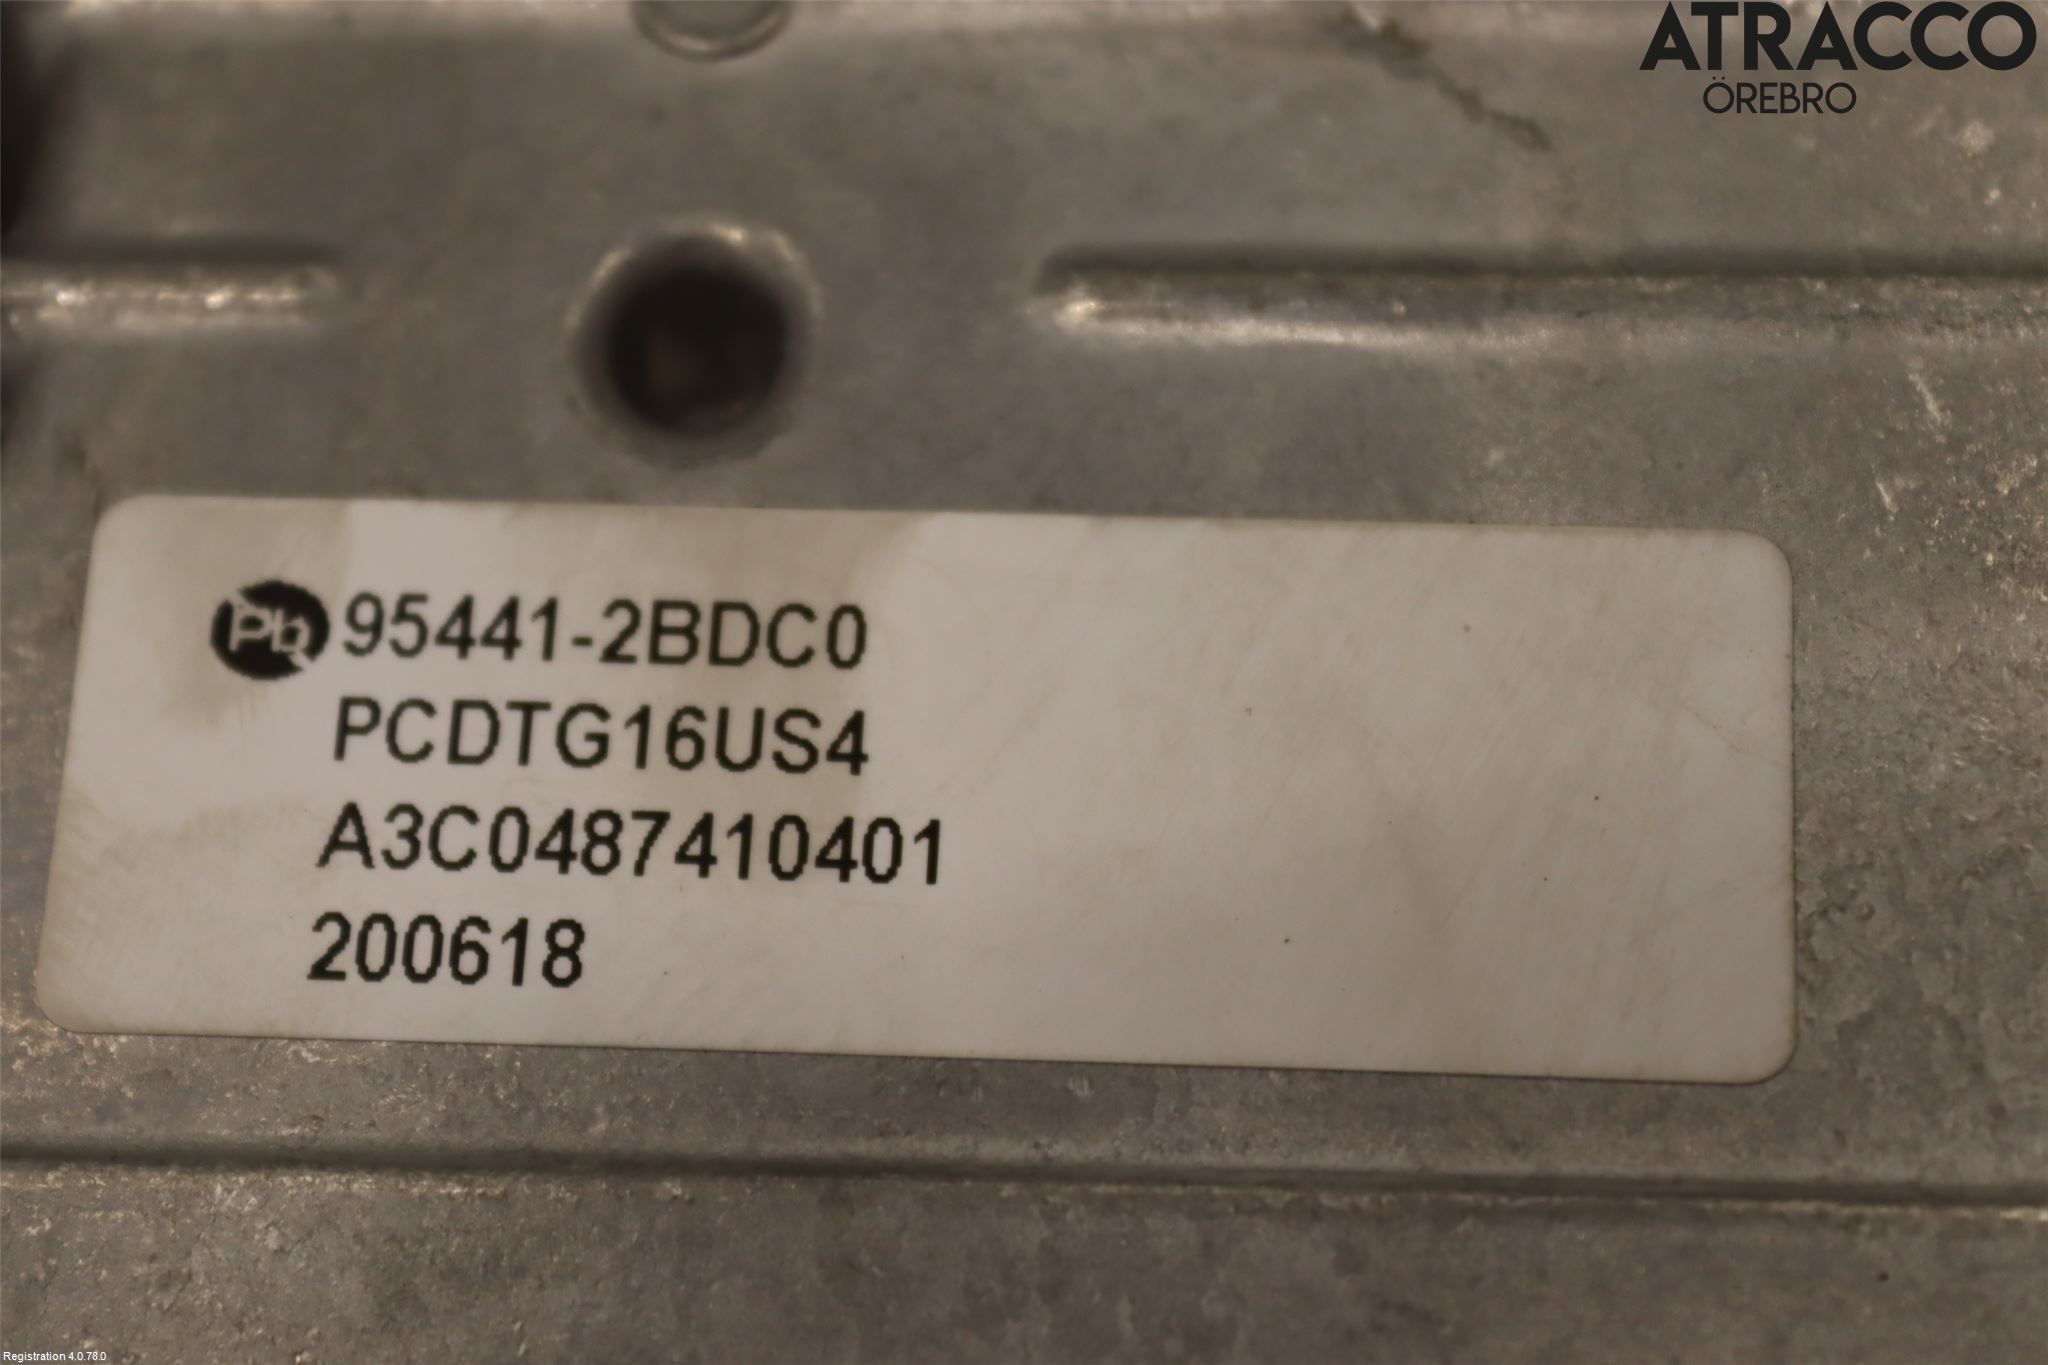 ATRACCO
ÖREBRO
Pb 95441-2BDC0
PCDTG16US4
A3C0487410401
200618
Registration 4.0.78.0